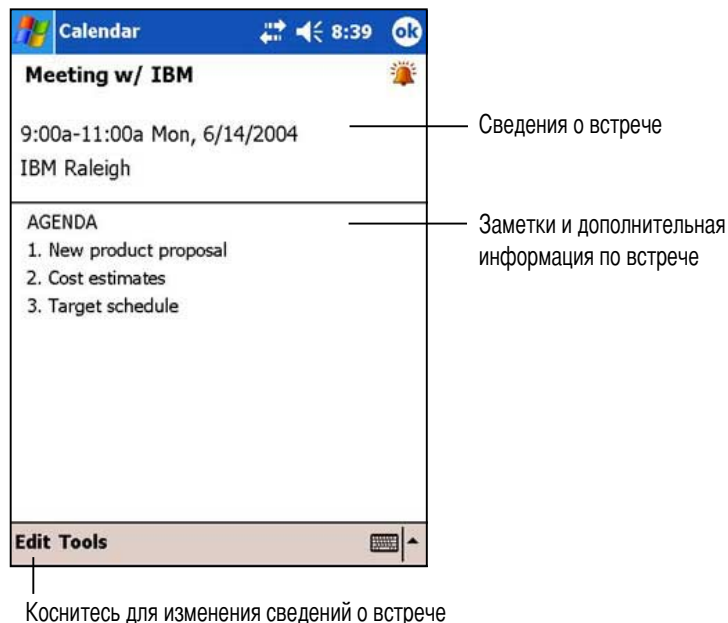 Calendar 8:39 ok
Meeting w/ IBM
9:00a-11:00a Mon, 6/14/2004
IBM Raleigh
Сведения о встрече
AGENDA
1. New product proposal
2. Cost estimates
3. Target schedule
Заметки и дополнительная
информация по встрече
Edit Tools
Коснитесь для изменения сведений о встрече